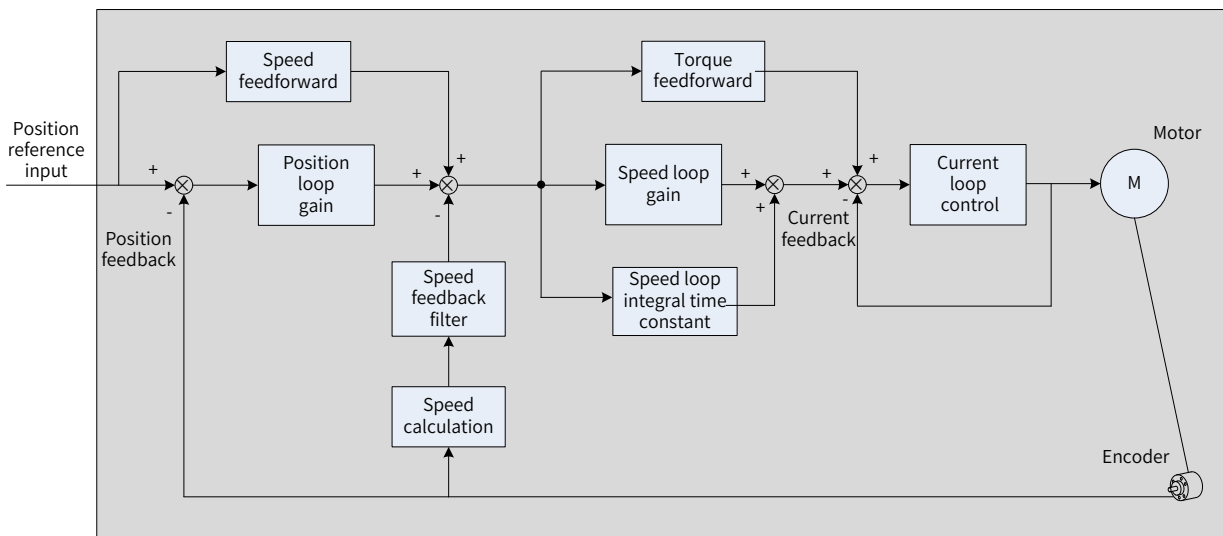 Speed
feedforward
Torque
feedforward
Position
reference
input
Motor
+
+
Position
loop
gain
+
+
Speed loop
gain
+
+
+
Current
loop
control
M
-
-
+
-
Position
feedback
Current
feedback
Speed
feedback
filter
Speed loop
integral time
constant
Speed
calculation
Encoder